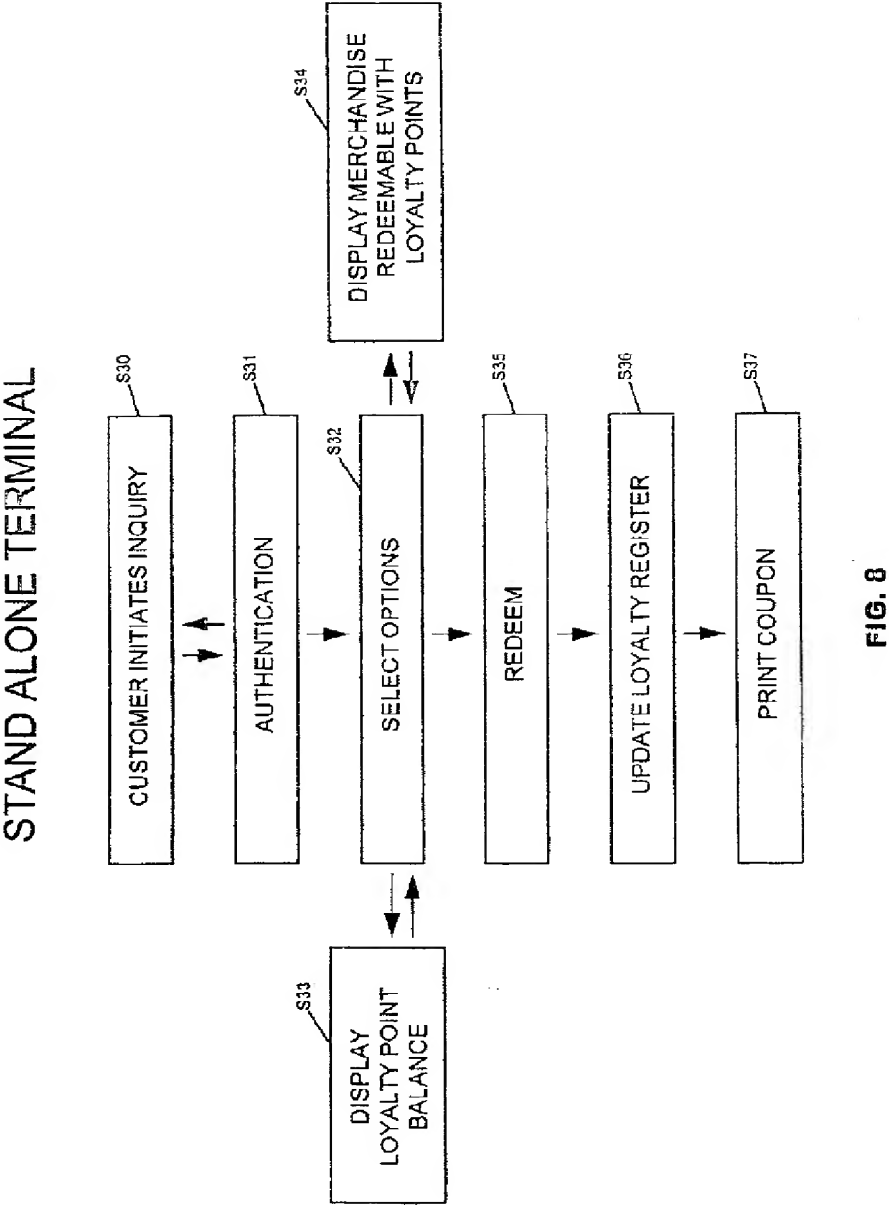 STAND ALONE TERMINAL
S30
CUSTOMER INITIATES INQUIRY
S31
AUTHENTICATION
S32
SELECT OPTIONS
S33
DISPLAY
LOYALTY POINT
BALANCE
S34
DISPLAY MERCHANDISE
REDEEMABLE WITH
LOYALTY POINTS
S35
REDEEM
S36
UPDATE LOYALTY REGISTER
S37
PRINT COUPON
FIG. 8